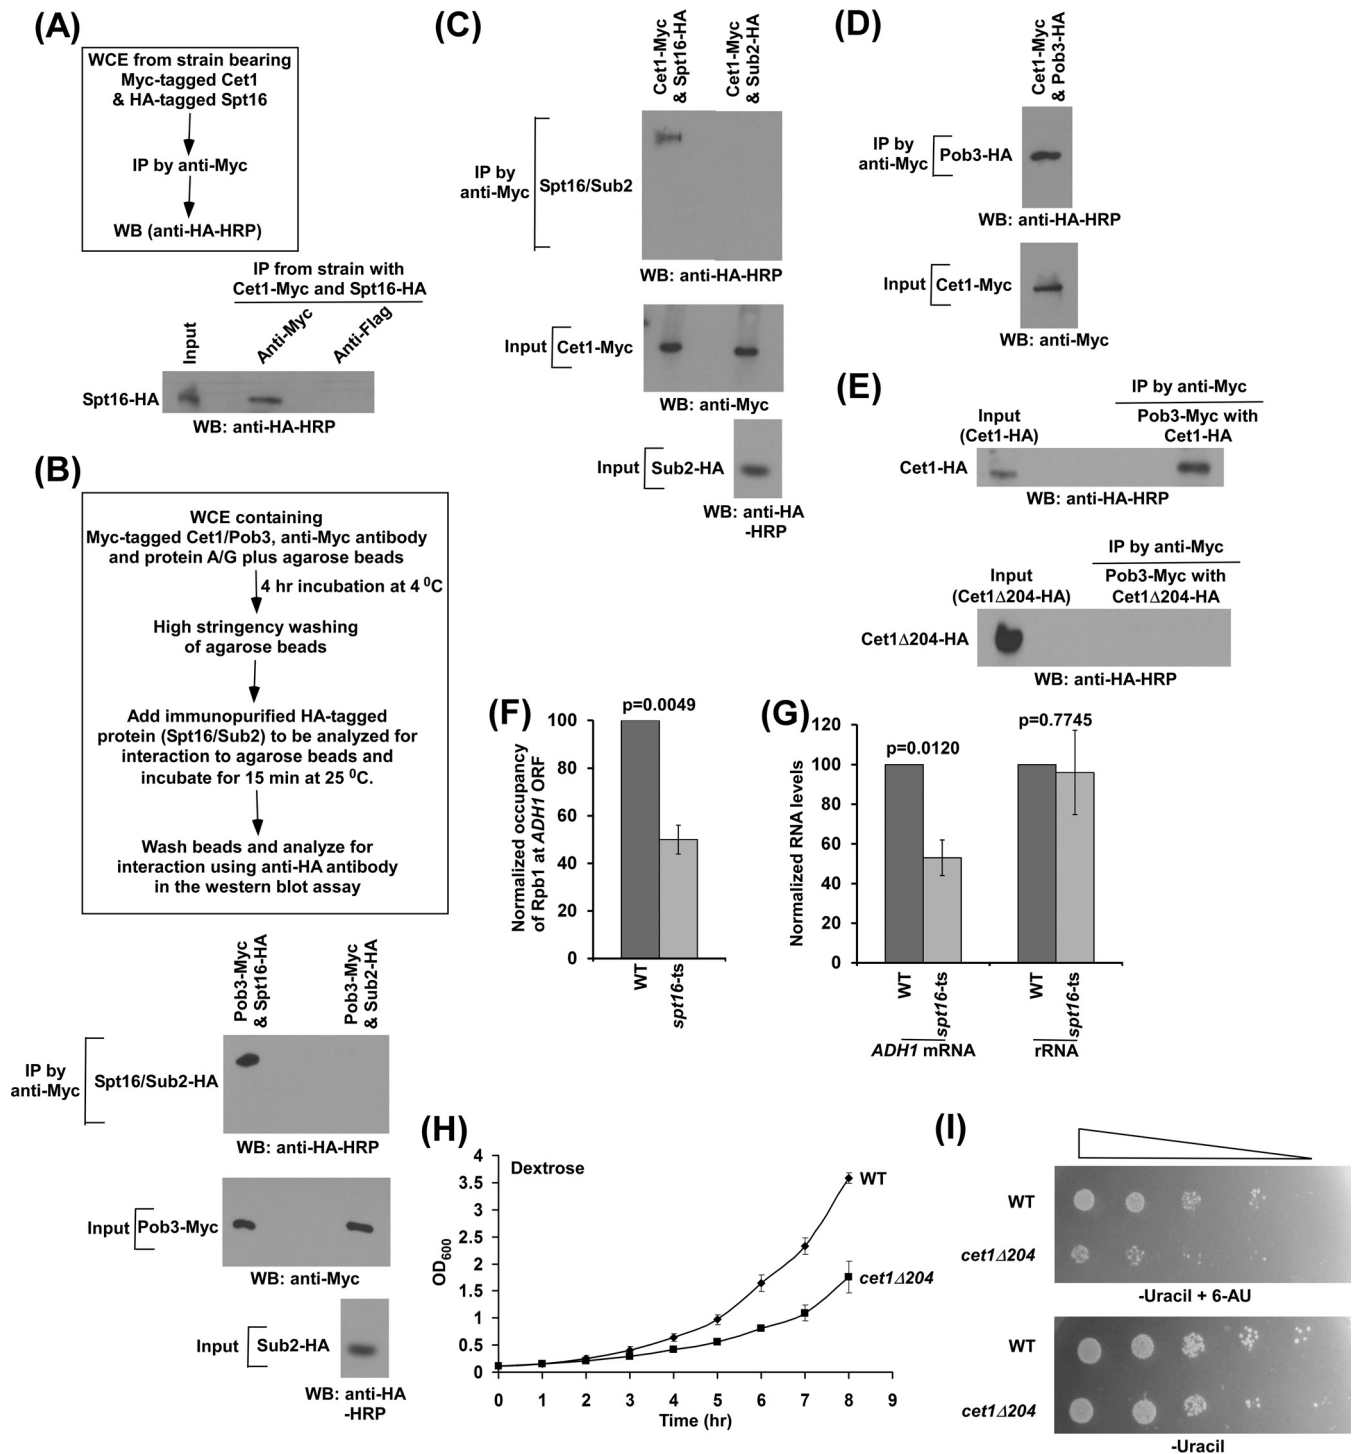 (A)
WCE from strain bearing
Myc-tagged Cet1
& HA-tagged Spt16
IP by anti-Myc
WB (anti-HA-HRP)
IP from strain with
Cet1-Myc and Spt16-HA
Input
Anti-Myc
Anti-Flag
Spt16-HA
WB: anti-HA-HRP
(B)
WCE containing
Myc-tagged Cet1/Pob3, anti-Myc antibody
and protein A/G plus agarose beads
4 hr incubation at 4 ⁰C
High stringency washing
of agarose beads
Add immunopurified HA-tagged
protein (Spt16/Sub2) to be analyzed for
interaction to agarose beads and
incubate for 15 min at 25 ⁰C.
Wash beads and analyze for
interaction using anti-HA antibody
in the western blot assay
Pob3-Myc
& Spt16-HA
Pob3-Myc
& Sub2-HA
IP by
anti-Myc
Spt16/Sub2-HA
WB: anti-HA-HRP
Input
Pob3-Myc
WB: anti-Myc
Input
Sub2-HA
WB: anti-HA
-HRP
(C)
Cet1-Myc
& Spt16-HA
Cet1-Myc
& Sub2-HA
IP by
anti-Myc
Spt16/Sub2
WB: anti-HA-HRP
Input
Cet1-Myc
WB: anti-Myc
Input
Sub2-HA
WB: anti-HA
-HRP
(D)
Cet1-Myc
& Pob3-HA
IP by
anti-Myc
Pob3-HA
WB: anti-HA-HRP
Input
Cet1-Myc
WB: anti-Myc
(E)
Input
(Cet1-HA)
IP by anti-Myc
Pob3-Myc with
Cet1-HA
Cet1-HA
WB: anti-HA-HRP
Input
(Cet1Δ204-HA)
IP by anti-Myc
Pob3-Myc with
Cet1Δ204-HA
Cet1Δ204-HA
WB: anti-HA-HRP
(F)
p=0.0049
Normalized occupancy
of Rpb1 at ADH1 ORF
100
80
60
40
20
0
WT
spt16-ts
(G)
p=0.0120
p=0.7745
Normalized RNA levels
120
100
80
60
40
20
0
WT
spt16-ts
WT
spt16-ts
ADH1 mRNA
rRNA
(H)
Dextrose
OD600
4
3.5
3
2.5
2
1.5
1
0.5
0
WT
cet1Δ204
0 1 2 3 4 5 6 7 8 9
Time (hr)
(I)
WT
cet1Δ204
-Uracil + 6-AU
WT
cet1Δ204
-Uracil